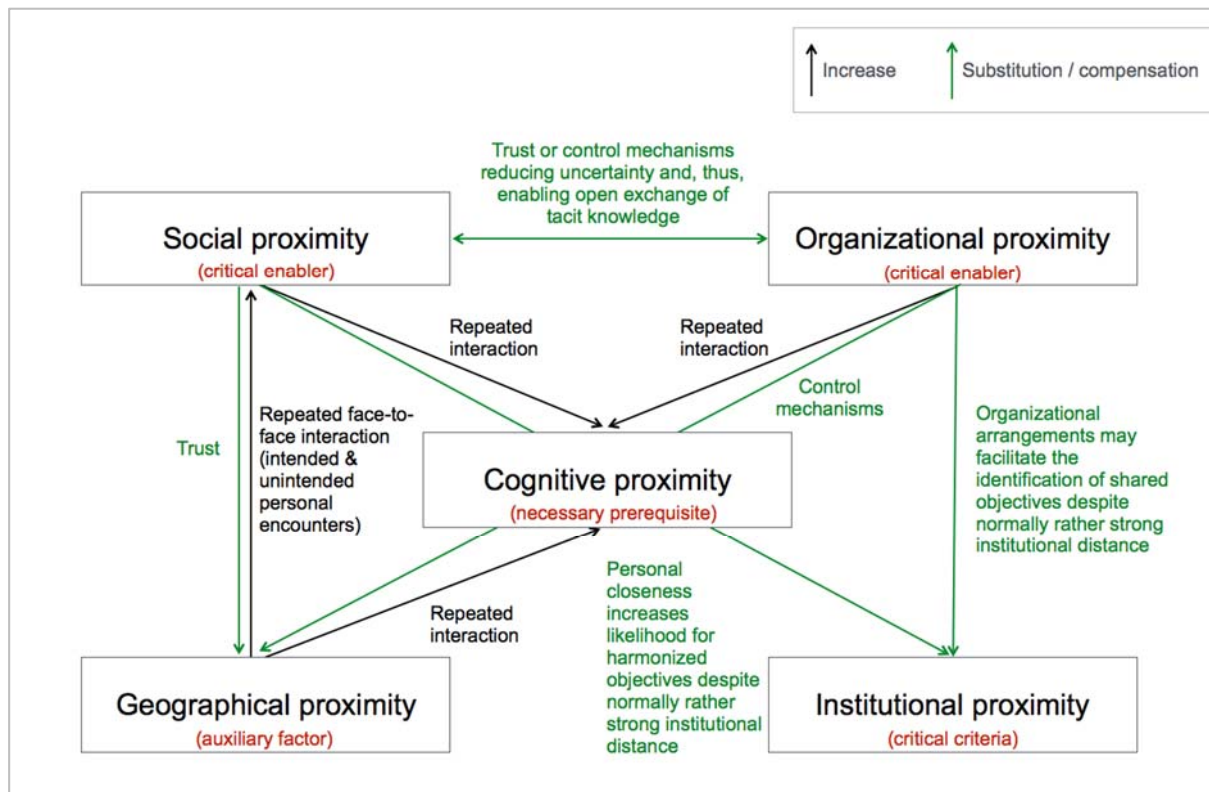 Increase
Substitution / compensation
Trust or control mechanisms
reducing uncertainty and, thus,
enabling open exchange of
tacit knowledge
Social proximity
(critical enabler)
Organizational proximity
(critical enabler)
Repeated
interaction
Repeated
interaction
Control
mechanisms
Trust
Repeated face-to-
face interaction
(intended &
unintended
personal
encounters)
Organizational
arrangements may
facilitate the
identification of shared
objectives despite
normally rather strong
institutional distance
Cognitive proximity
(necessary prerequisite)
Repeated
interaction
Personal
closeness
increases
likelihood for
harmonized
objectives despite
normally rather
strong institutional
distance
Geographical proximity
(auxiliary factor)
Institutional proximity
(critical criteria)